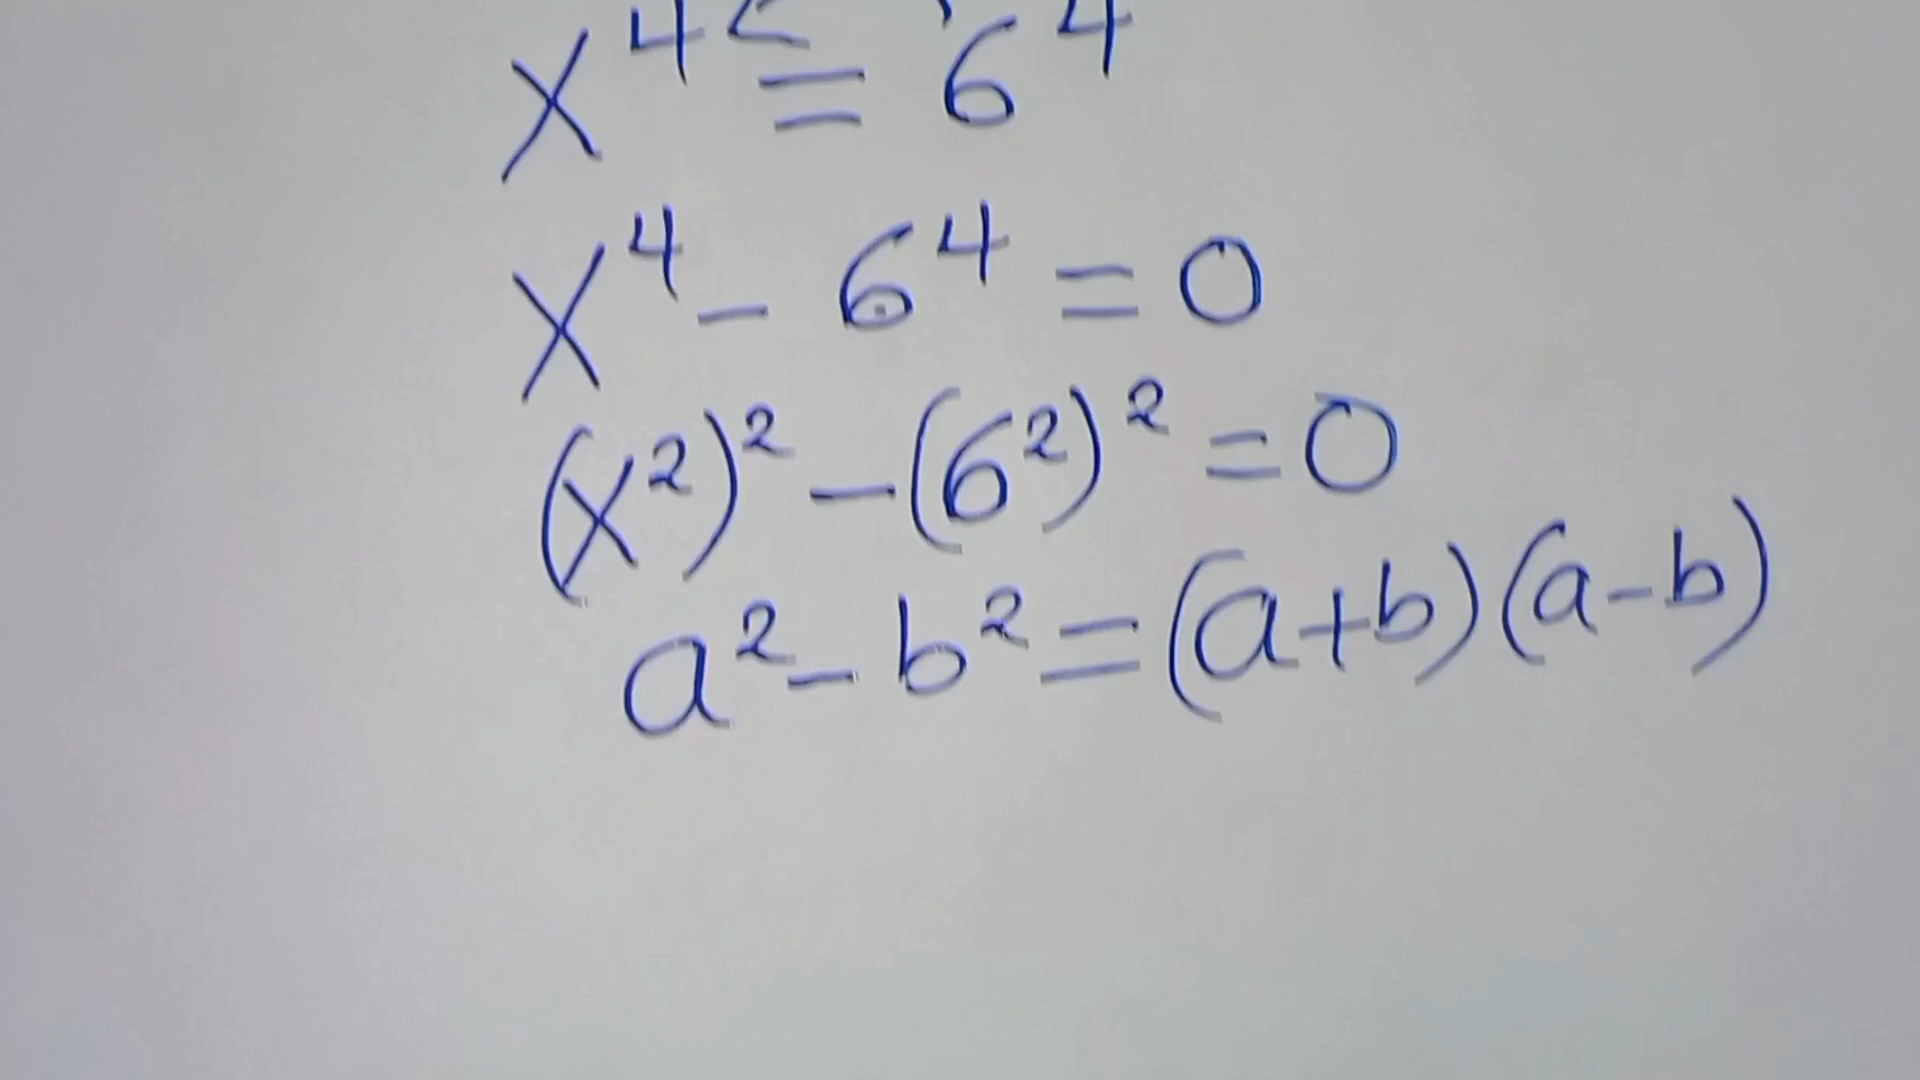 x⁴ = 6⁴
x⁴ - 6⁴ = 0
(x²)² - (6²)² = 0
a² - b² = (a+b)(a-b)